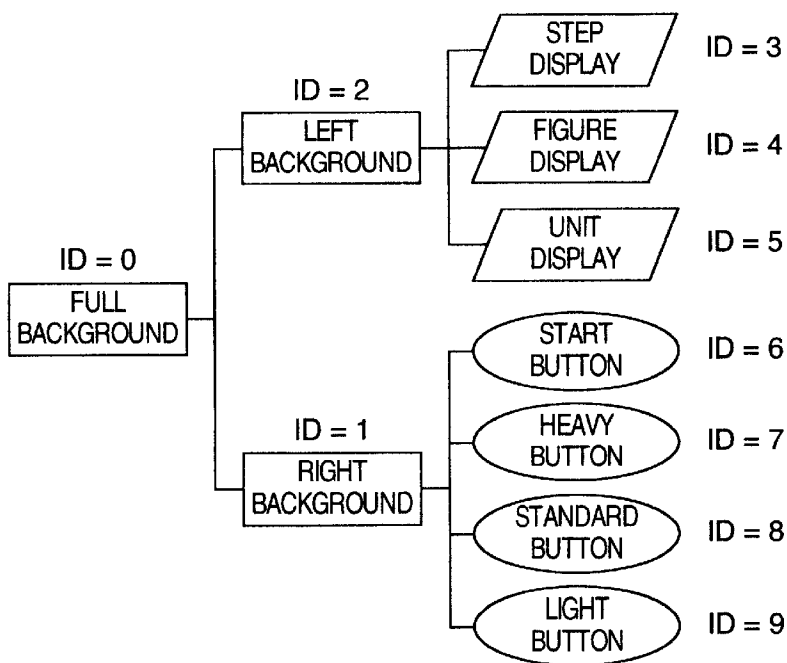 STEP
DISPLAY
ID = 3
ID = 2
LEFT
BACKGROUND
FIGURE
DISPLAY
ID = 4
UNIT
DISPLAY
ID = 5
ID = 0
FULL
BACKGROUND
START
BUTTON
ID = 6
ID = 1
RIGHT
BACKGROUND
HEAVY
BUTTON
ID = 7
STANDARD
BUTTON
ID = 8
LIGHT
BUTTON
ID = 9